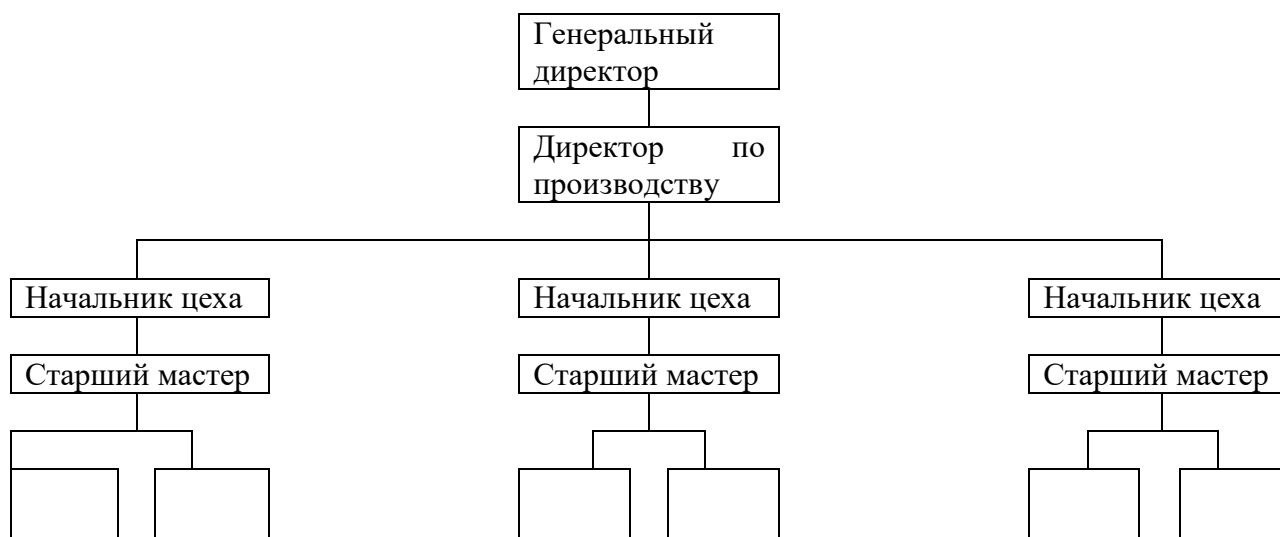 Генеральный
директор
Директор по
производству
Начальник цеха
Начальник цеха
Начальник цеха
Старший мастер
Старший мастер
Старший мастер